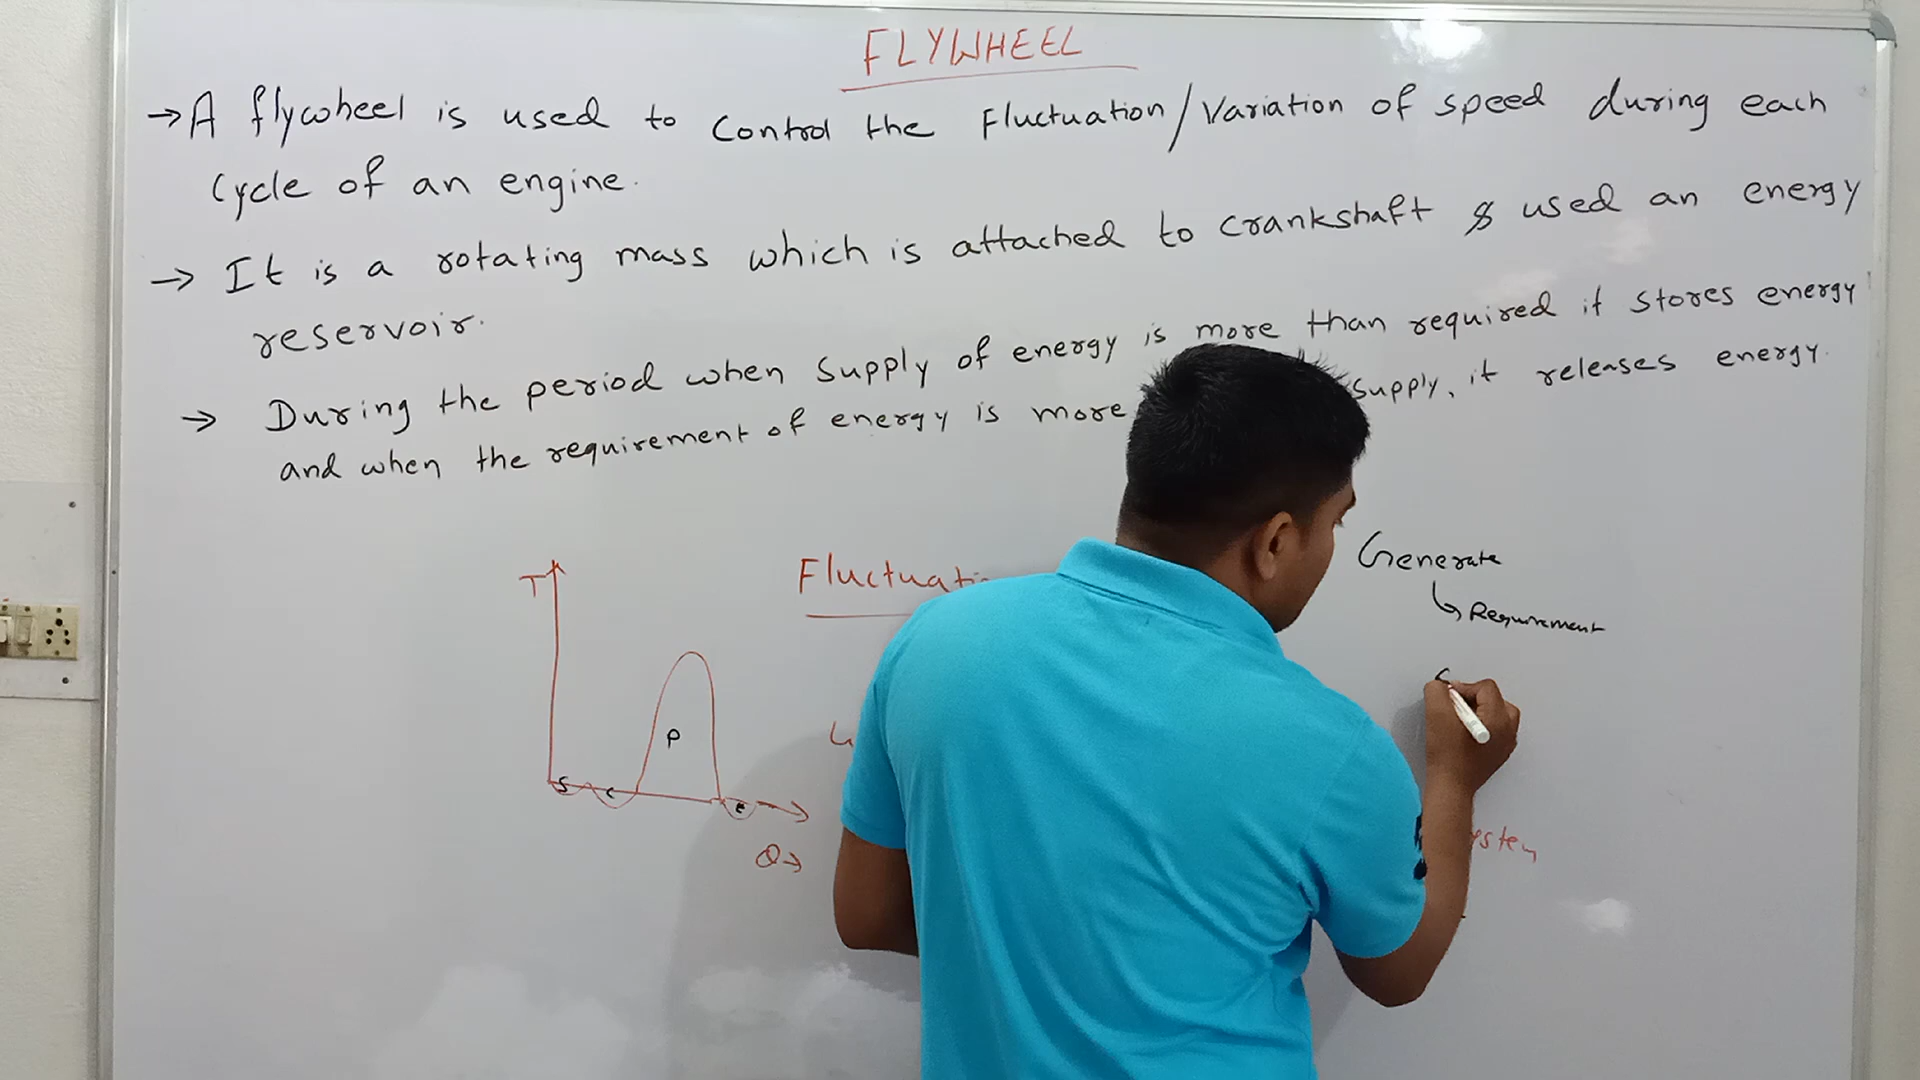 FLYWHEEL
→ A flywheel is used to control the Fluctuation/Variation of speed during each
cycle of an engine.
→ It is a rotating mass which is attached to crankshaft & used an energy
reservoir.
→ During the period when supply of energy is more than required it stores energy
and when the requirement of energy is more supply, it releases energy.
T
Fluctuati
Generate
Requirement
P
S c e
θ→